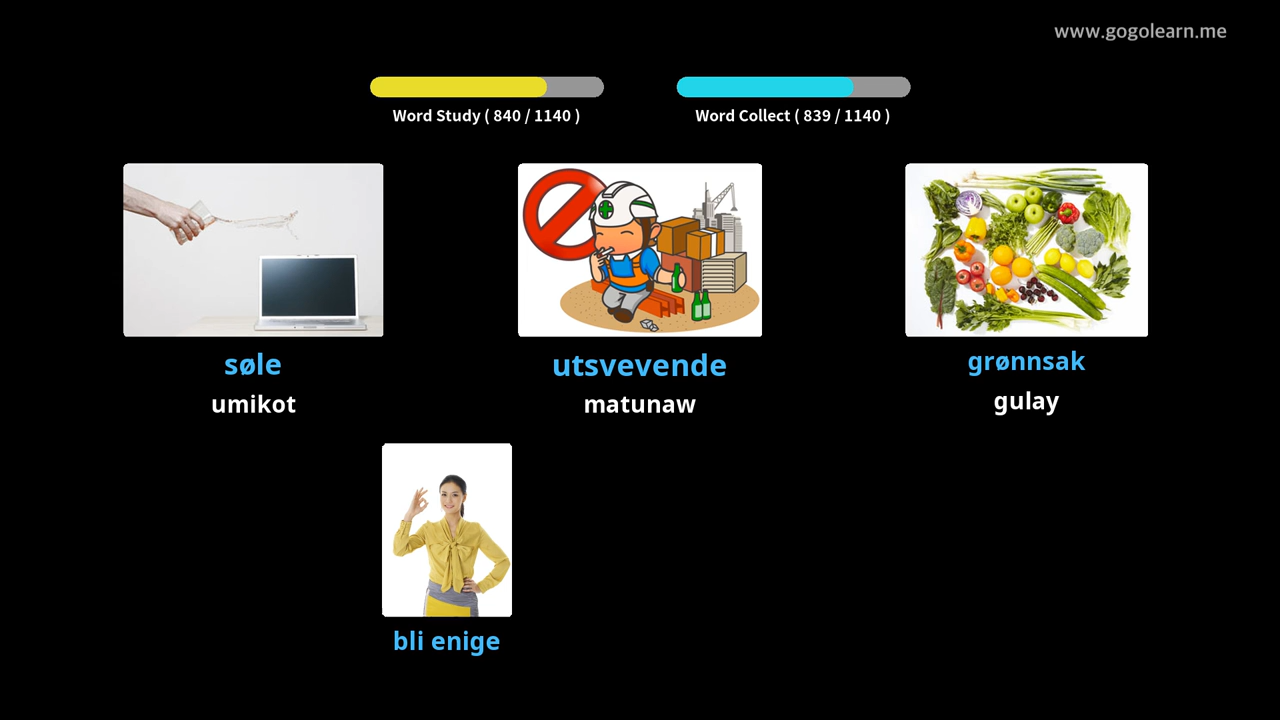 www.gogolearn.me
Word Study ( 840 / 1140 )
Word Collect ( 839 / 1140 )
søle
umikot
utsvevende
matunaw
grønnsak
gulay
bli enige